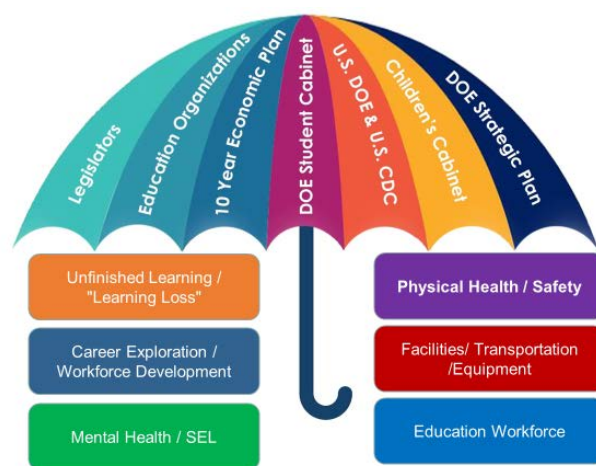 Legislators
Education Organizations
10 Year Economic Plan
DOE Student Cabinet
U.S. DOE & U.S. CDC
Children's Cabinet
DOE Strategic Plan
Unfinished Learning /
"Learning Loss"
Physical Health / Safety
Career Exploration /
Workforce Development
Facilities/ Transportation
/Equipment
Mental Health / SEL
Education Workforce